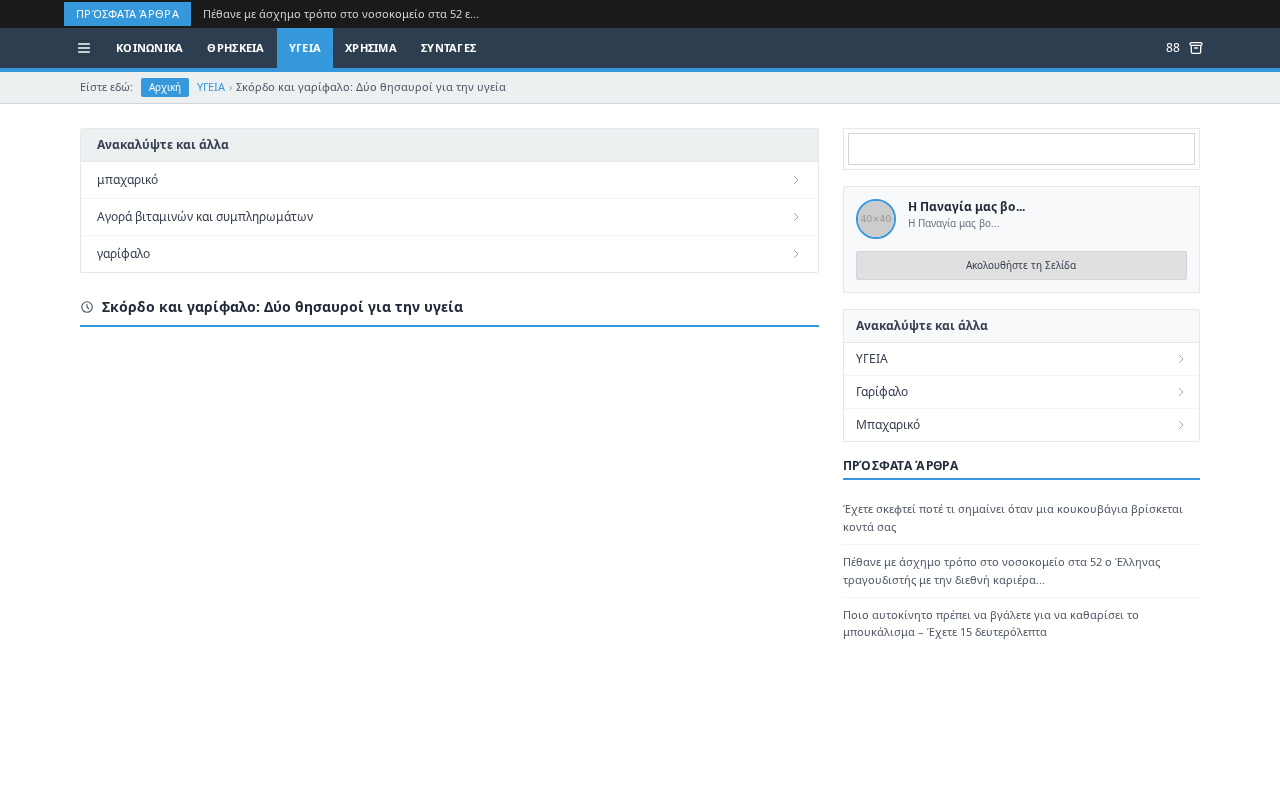 ΠΡΌΣΦΑΤΑ ΆΡΘΡΑ
Πέθανε με άσχημο τρόπο στο νοσοκομείο στα 52 ε...
ΚΟΙΝΩΝΙΚΑ
ΘΡΗΣΚΕΙΑ
ΥΓΕΙΑ
ΧΡΗΣΙΜΑ
ΣΥΝΤΑΓΕΣ
88
Είστε εδώ: Αρχική ΥΓΕΙΑ › Σκόρδο και γαρίφαλο: Δύο θησαυροί για την υγεία
Ανακαλύψτε και άλλα
μπαχαρικό
Αγορά βιταμινών και συμπληρωμάτων
γαρίφαλο
Σκόρδο και γαρίφαλο: Δύο θησαυροί για την υγεία
40×40
Η Παναγία μας βο...
Η Παναγία μας βο...
Ακολουθήστε τη Σελίδα
Ανακαλύψτε και άλλα
ΥΓΕΙΑ
Γαρίφαλο
Μπαχαρικό
ΠΡΌΣΦΑΤΑ ΆΡΘΡΑ
Έχετε σκεφτεί ποτέ τι σημαίνει όταν μια κουκουβάγια βρίσκεται
κοντά σας
Πέθανε με άσχημο τρόπο στο νοσοκομείο στα 52 ο Έλληνας
τραγουδιστής με την διεθνή καριέρα...
Ποιο αυτοκίνητο πρέπει να βγάλετε για να καθαρίσει το
μπουκάλισμα – Έχετε 15 δευτερόλεπτα